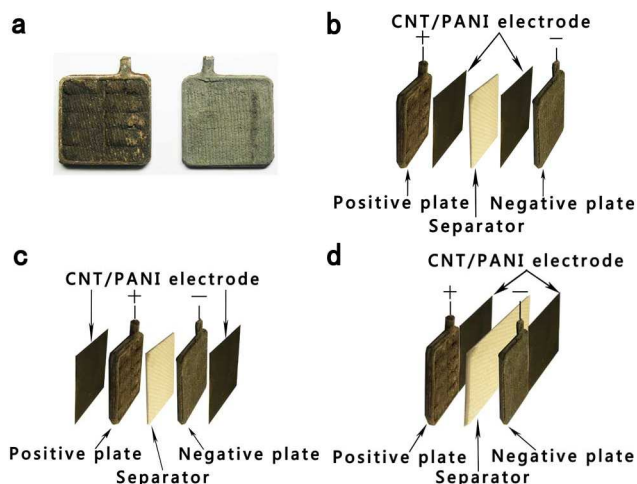 a
b
CNT/PANI electrode
+
−
Positive plate
Negative plate
Separator
c
CNT/PANI electrode
+
−
Positive plate
Negative plate
Separator
d
CNT/PANI electrode
+
−
Positive plate
Negative plate
Separator